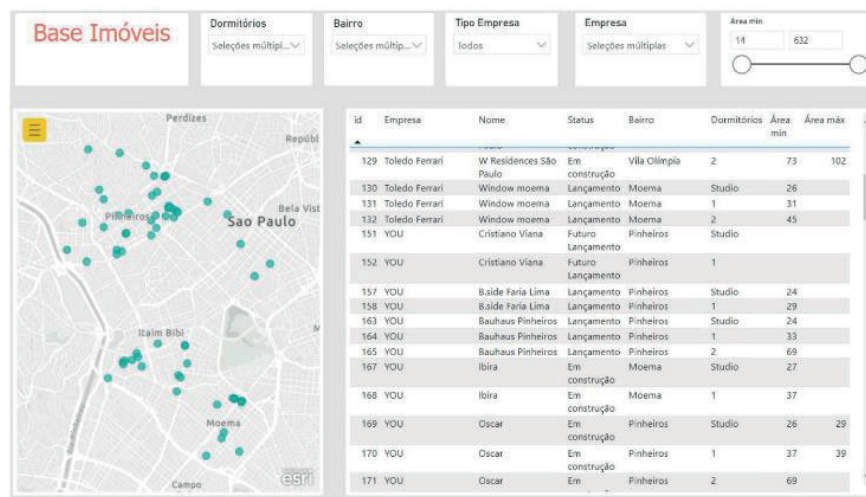 Base Imóveis
Dormitórios
Seleções múltipl...
Bairro
Seleções múltip...
Tipo Empresa
Todos
Empresa
Seleções múltiplas
Área min
14 632
Perdizes
Repúbl
Pinheiros
Bela Vist
Sao Paulo
Itaim Bibi
Moema
Campo
esri
id Empresa Nome Status Bairro Dormitórios Área min Área máx
129 Toledo Ferrari W Residences São Paulo Em construção Vila Olímpia 2 73 102
130 Toledo Ferrari Window moema Lançamento Moema Studio 26
131 Toledo Ferrari Window moema Lançamento Moema 1 31
132 Toledo Ferrari Window moema Lançamento Moema 2 45
151 YOU Cristiano Viana Futuro Lançamento Pinheiros Studio
152 YOU Cristiano Viana Futuro Lançamento Pinheiros 1
157 YOU B.side Faria Lima Lançamento Pinheiros Studio 24
158 YOU B.side Faria Lima Lançamento Pinheiros 1 29
163 YOU Bauhaus Pinheiros Lançamento Pinheiros Studio 24
164 YOU Bauhaus Pinheiros Lançamento Pinheiros 1 33
165 YOU Bauhaus Pinheiros Lançamento Pinheiros 2 69
167 YOU Ibira Em construção Moema Studio 27
168 YOU Ibira Em construção Moema 1 37
169 YOU Oscar Em construção Pinheiros Studio 26 29
170 YOU Oscar Em construção Pinheiros 1 37 39
171 YOU Oscar Em Pinheiros 2 69